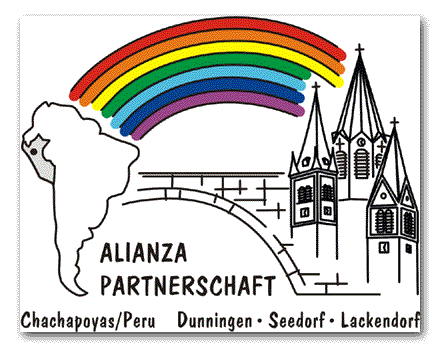 ALIANZA
PARTNERSCHAFT
Chachapoyas/Peru Dunningen · Seedorf · Lackendorf